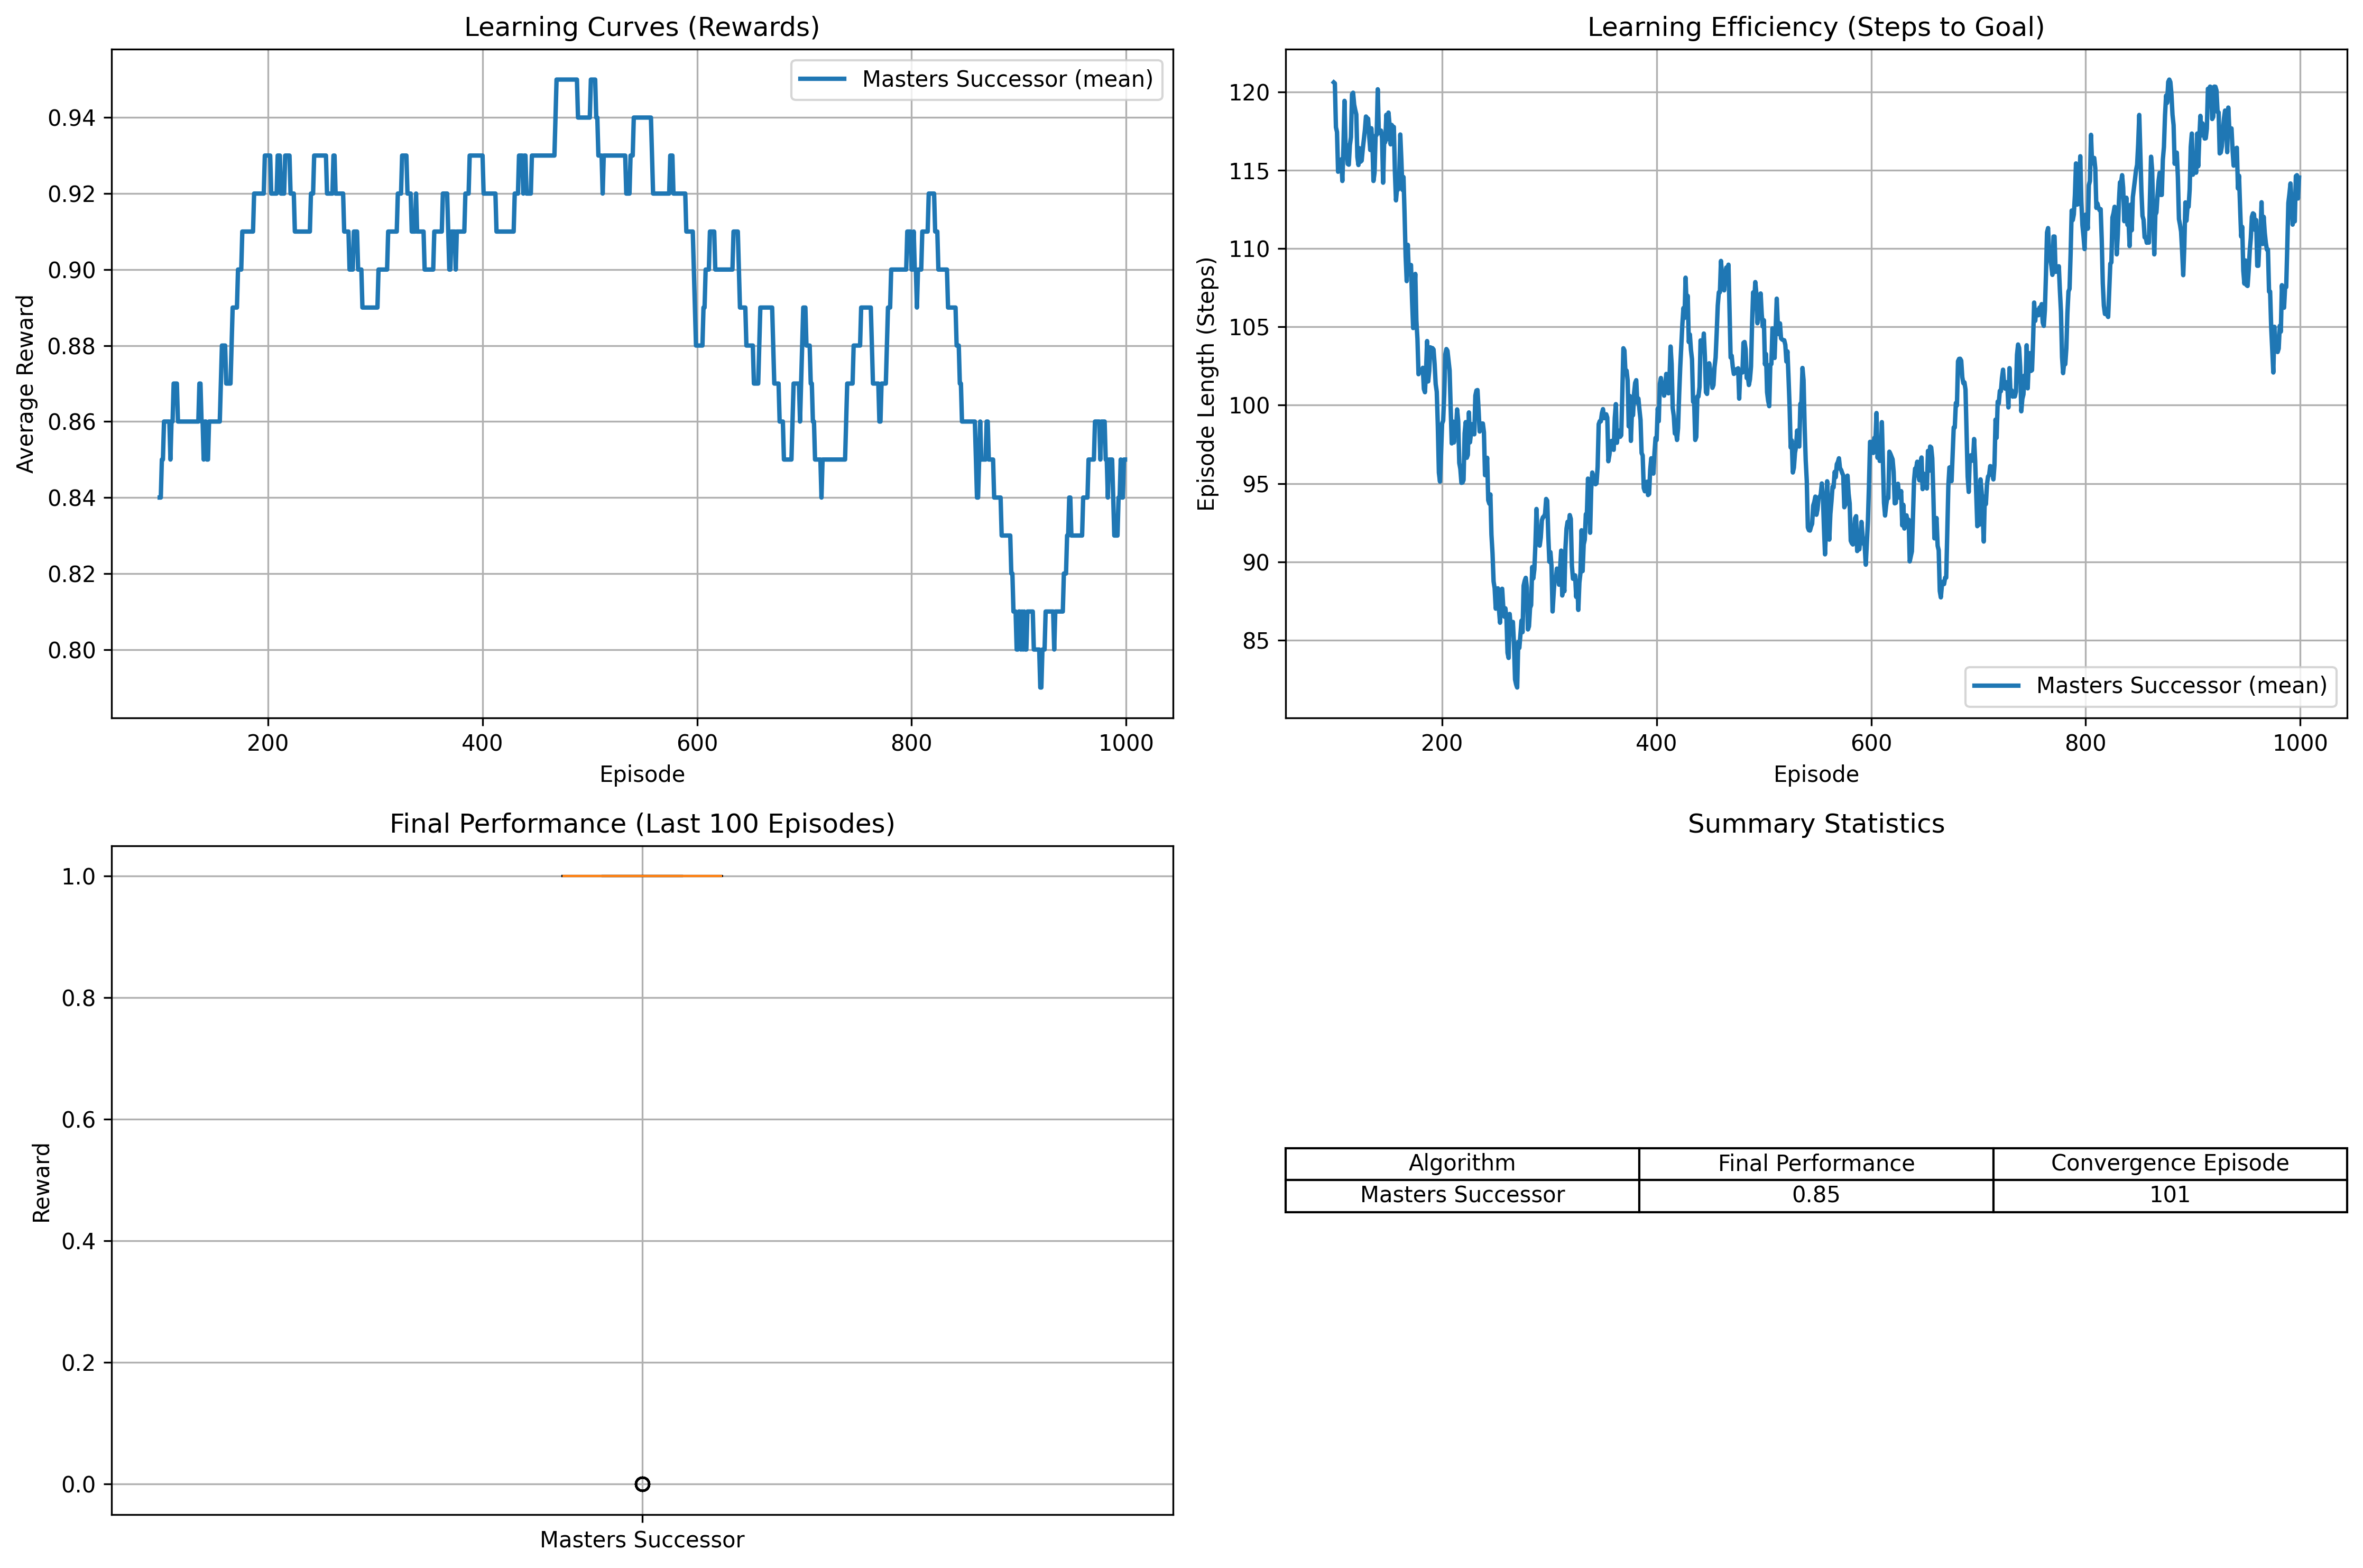 Learning Curves (Rewards)
Masters Successor (mean)
Average Reward
0.94
0.92
0.90
0.88
0.86
0.84
0.82
0.80
200 400 600 800 1000
Episode
Learning Efficiency (Steps to Goal)
Episode Length (Steps)
120
115
110
105
100
95
90
85
Masters Successor (mean)
200 400 600 800 1000
Episode
Final Performance (Last 100 Episodes)
Reward
1.0
0.8
0.6
0.4
0.2
0.0
Masters Successor
Summary Statistics
Algorithm Final Performance Convergence Episode
Masters Successor 0.85 101